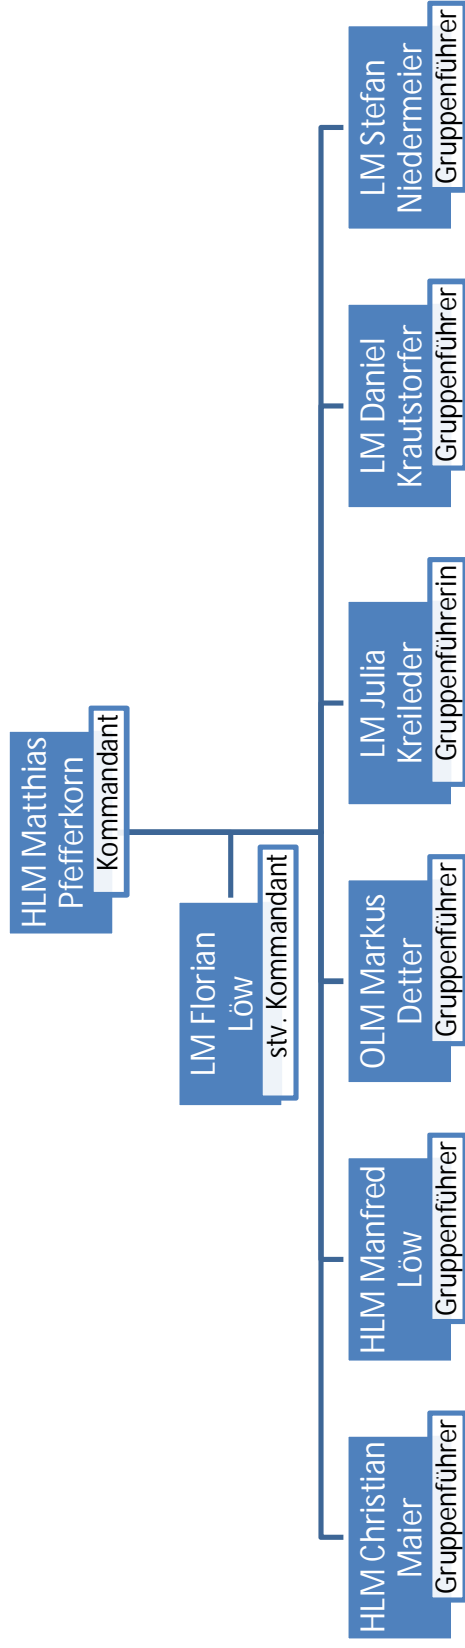 HLM Matthias
Pfefferkorn
Kommandant
LM Florian
Löw
stv. Kommandant
HLM Christian
Maier
Gruppenführer
HLM Manfred
Löw
Gruppenführer
OLM Markus
Detter
Gruppenführer
LM Julia
Kreileder
Gruppenführerin
LM Daniel
Krautstorfer
Gruppenführer
LM Stefan
Niedermeier
Gruppenführer